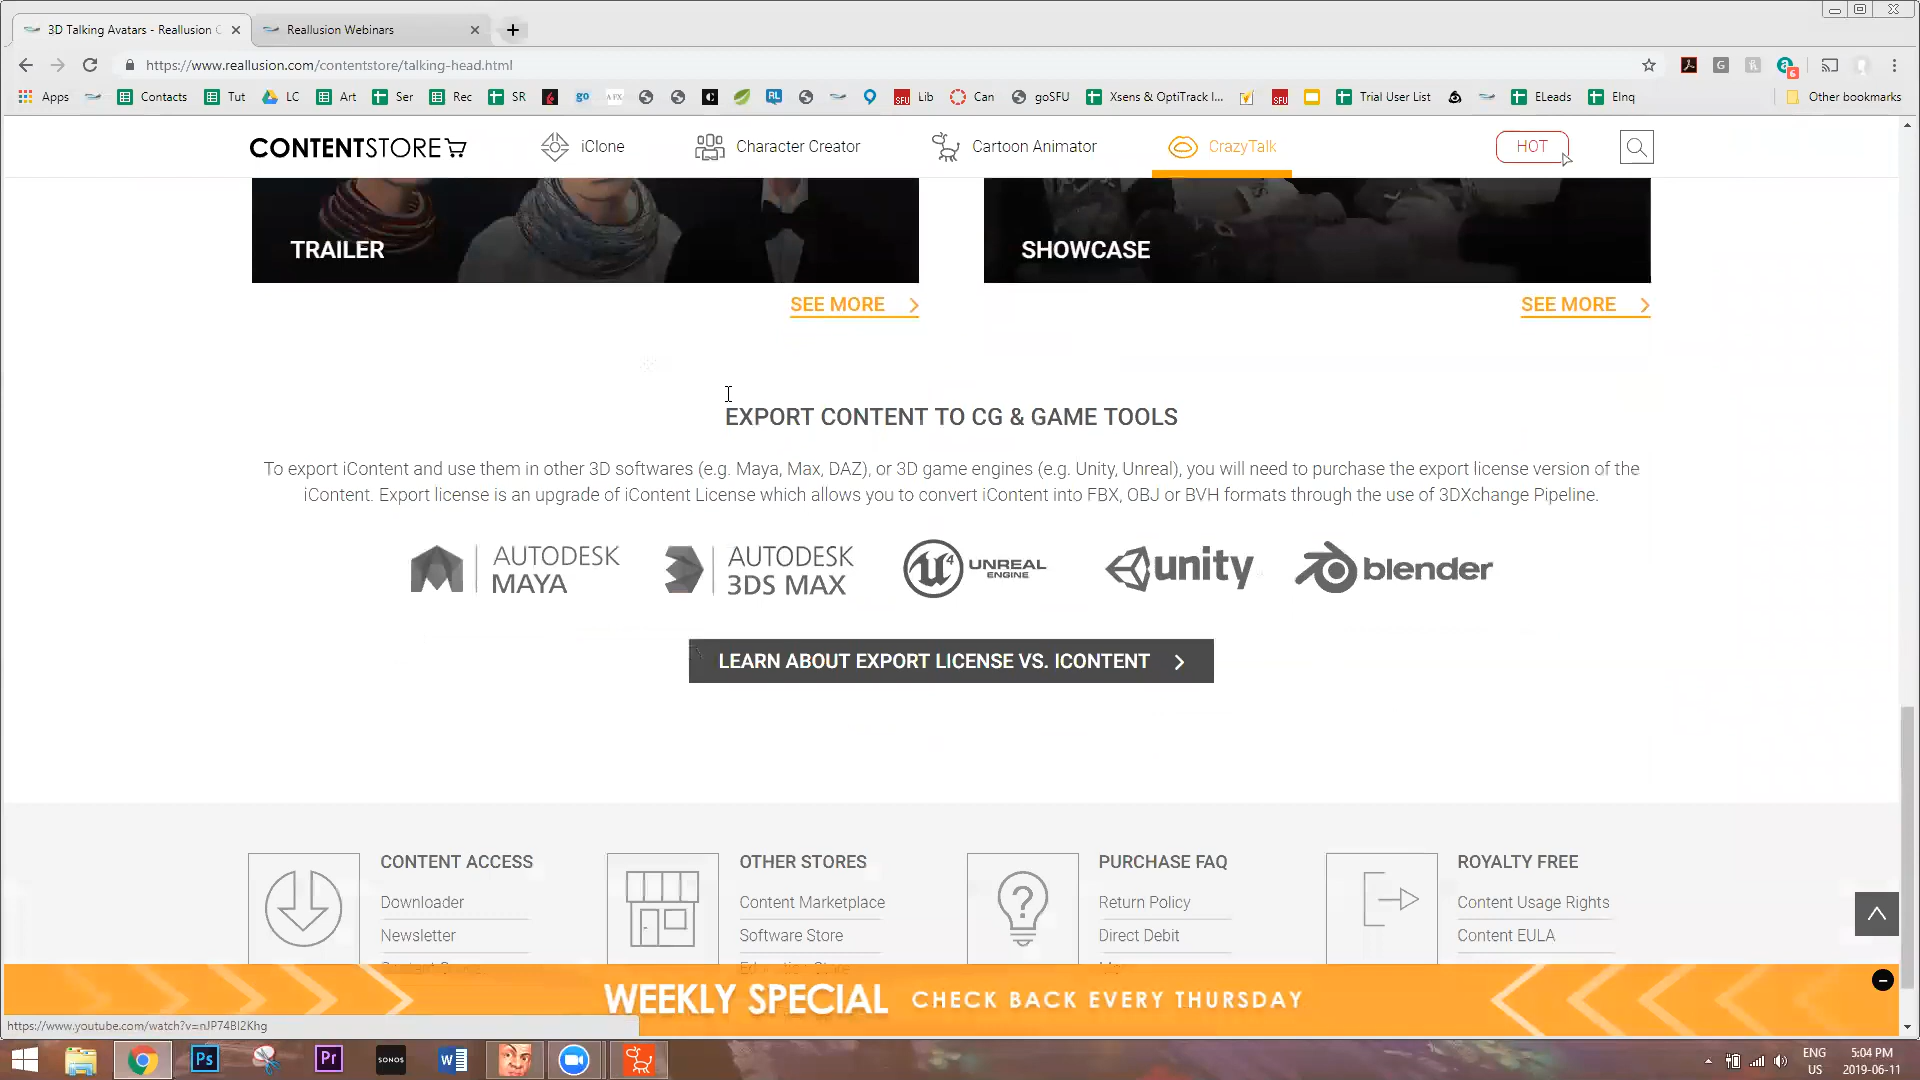 3D Talking Avatars - Reallusion C
Reallusion Webinars
https://www.reallusion.com/contentstore/talking-head.html
6
Apps
Contacts
Tut
LC
Art
Ser
Rec
SR
go
SFU Lib
Can
goSFU
Xsens & OptiTrack I...
SFU
Trial User List
ELeads
EInq
Other bookmarks
CONTENTSTORE
iClone
Character Creator
Cartoon Animator
CrazyTalk
HOT
TRAILER
SHOWCASE
SEE MORE
SEE MORE
EXPORT CONTENT TO CG & GAME TOOLS
To export iContent and use them in other 3D softwares (e.g. Maya, Max, DAZ), or 3D game engines (e.g. Unity, Unreal), you will need to purchase the export license version of the
iContent. Export license is an upgrade of iContent License which allows you to convert iContent into FBX, OBJ or BVH formats through the use of 3DXchange Pipeline.
AUTODESK
MAYA
AUTODESK
3DS MAX
UNREAL
ENGINE
unity
blender
LEARN ABOUT EXPORT LICENSE VS. ICONTENT
CONTENT ACCESS
OTHER STORES
PURCHASE FAQ
ROYALTY FREE
Downloader
Content Marketplace
Return Policy
Content Usage Rights
Newsletter
Software Store
Direct Debit
Content EULA
WEEKLY SPECIAL CHECK BACK EVERY THURSDAY
https://www.youtube.com/watch?v=nJP74Bl2Khg
Ps
Pr
SONOS
ENG
US
5:04 PM
2019-06-11